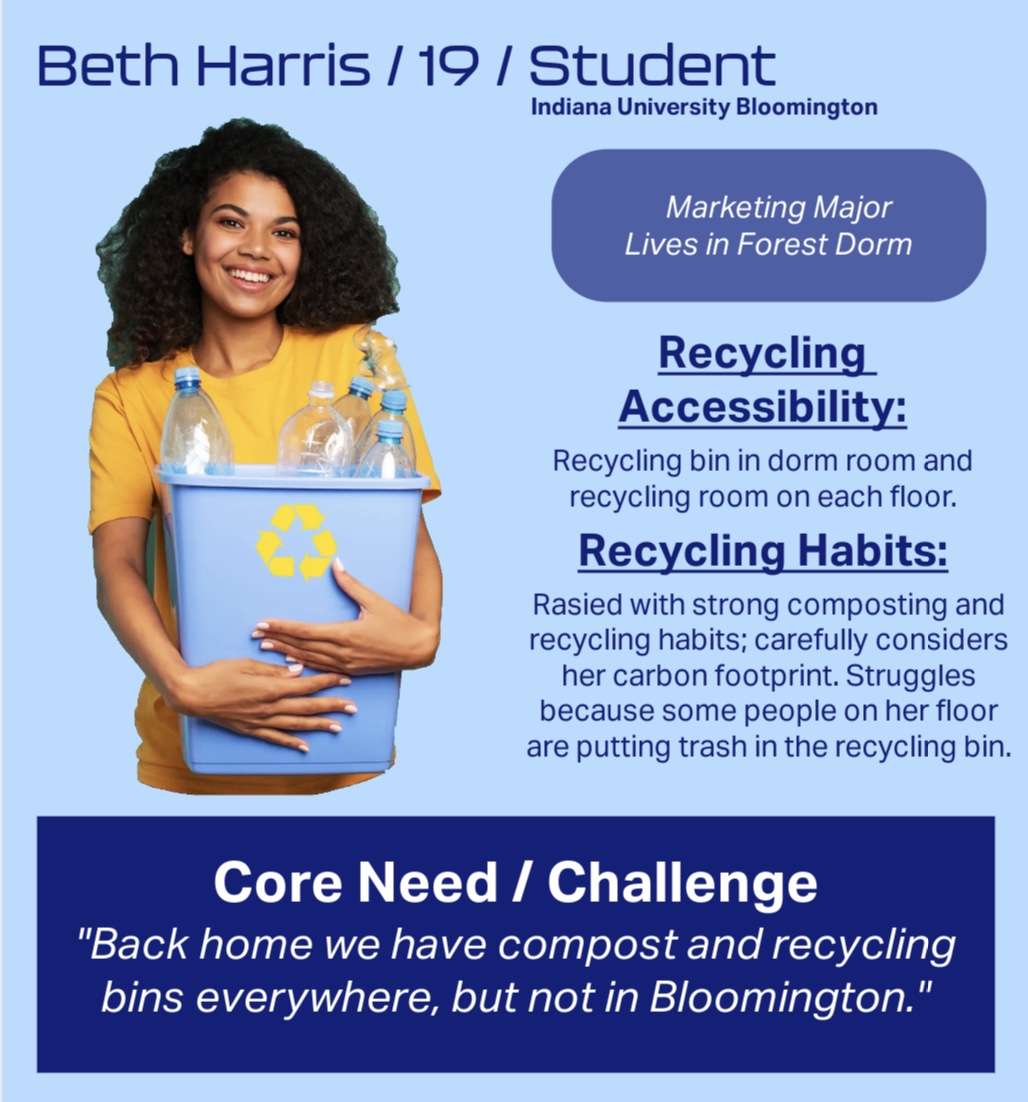 Beth Harris / 19 / Student
Indiana University Bloomington
Marketing Major
Lives in Forest Dorm
Recycling
Accessibility:
Recycling bin in dorm room and
recycling room on each floor.
Recycling Habits:
Rasied with strong composting and
recycling habits; carefully considers
her carbon footprint. Struggles
because some people on her floor
are putting trash in the recycling bin.
Core Need / Challenge
"Back home we have compost and recycling
bins everywhere, but not in Bloomington."